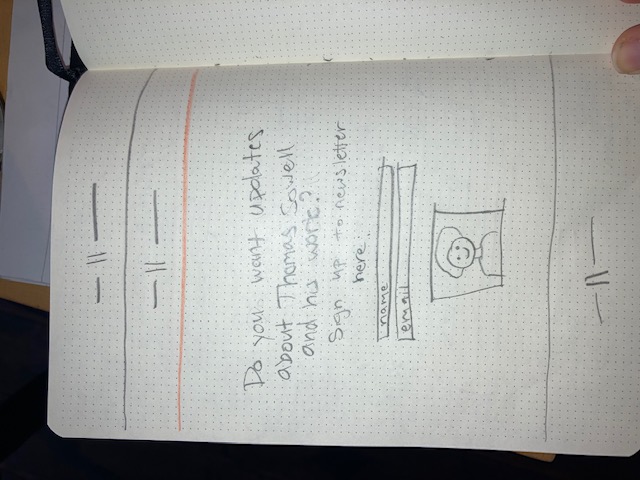 Do you want updates
about Thomas Sowell
and his work?
Sign up to newsletter
here:
name
email